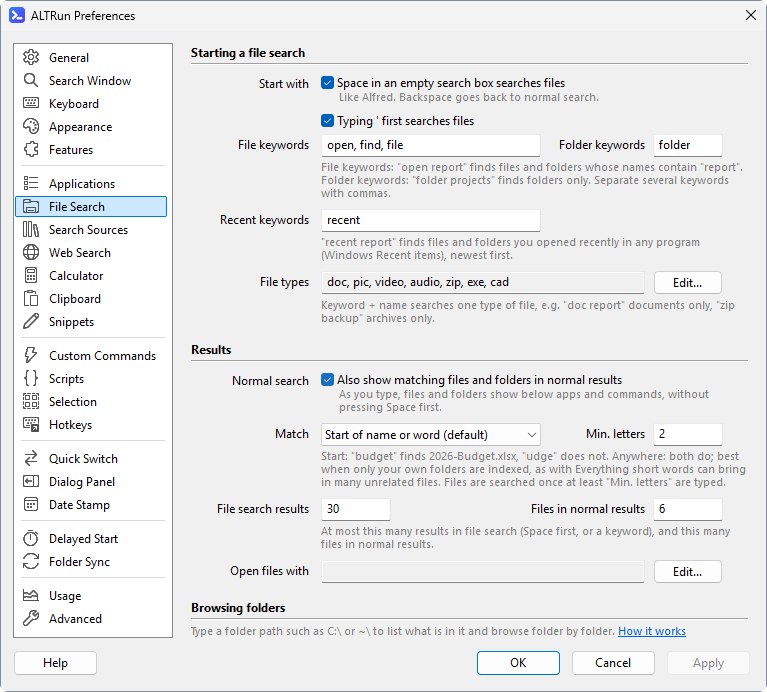 ALTRun Preferences
General
Search Window
Keyboard
Appearance
Features
Applications
File Search
Search Sources
Web Search
Calculator
Clipboard
Snippets
Custom Commands
Scripts
Selection
Hotkeys
Quick Switch
Dialog Panel
Date Stamp
Delayed Start
File Sync
Usage
Advanced
Starting a file search
Start with
Space in an empty search box searches files
Like Alfred. Backspace goes back to normal search.
Typing ' first searches files
File keywords
open, find, file
Folder keywords
folder
File keywords: "open report" finds files and folders whose names contain "report".
Folder keywords: "folder projects" finds folders only. Separate several keywords
with commas.
Recent keywords
recent
"recent report" finds files and folders you opened recently in any program
(Windows Recent items), newest first.
File types
doc, pic, video, audio, zip, exe, cad
Edit...
Keyword + name searches one type of file, e.g. "doc report" documents only, "zip
backup" archives only.
Results
Normal search
Also show matching files and folders in normal results
As you type, files and folders show below apps and commands, without
pressing Space first.
Match
Start of name or word (default)
Min. letters
2
Start: "budget" finds 2026-Budget.xlsx, "udge" does not. Anywhere: both do; best
when only your own folders are indexed, as with Everything short words can bring
in many unrelated files. Files are searched once at least "Min. letters" are typed.
File search results
30
Files in normal results
6
At most this many results in file search (Space first, or a keyword), and this many
files in normal results.
Open files with
Edit...
Browsing folders
Type a folder path such as C:\ or ~\ to list what is in it and browse folder by folder. How it works
Help
OK
Cancel
Apply